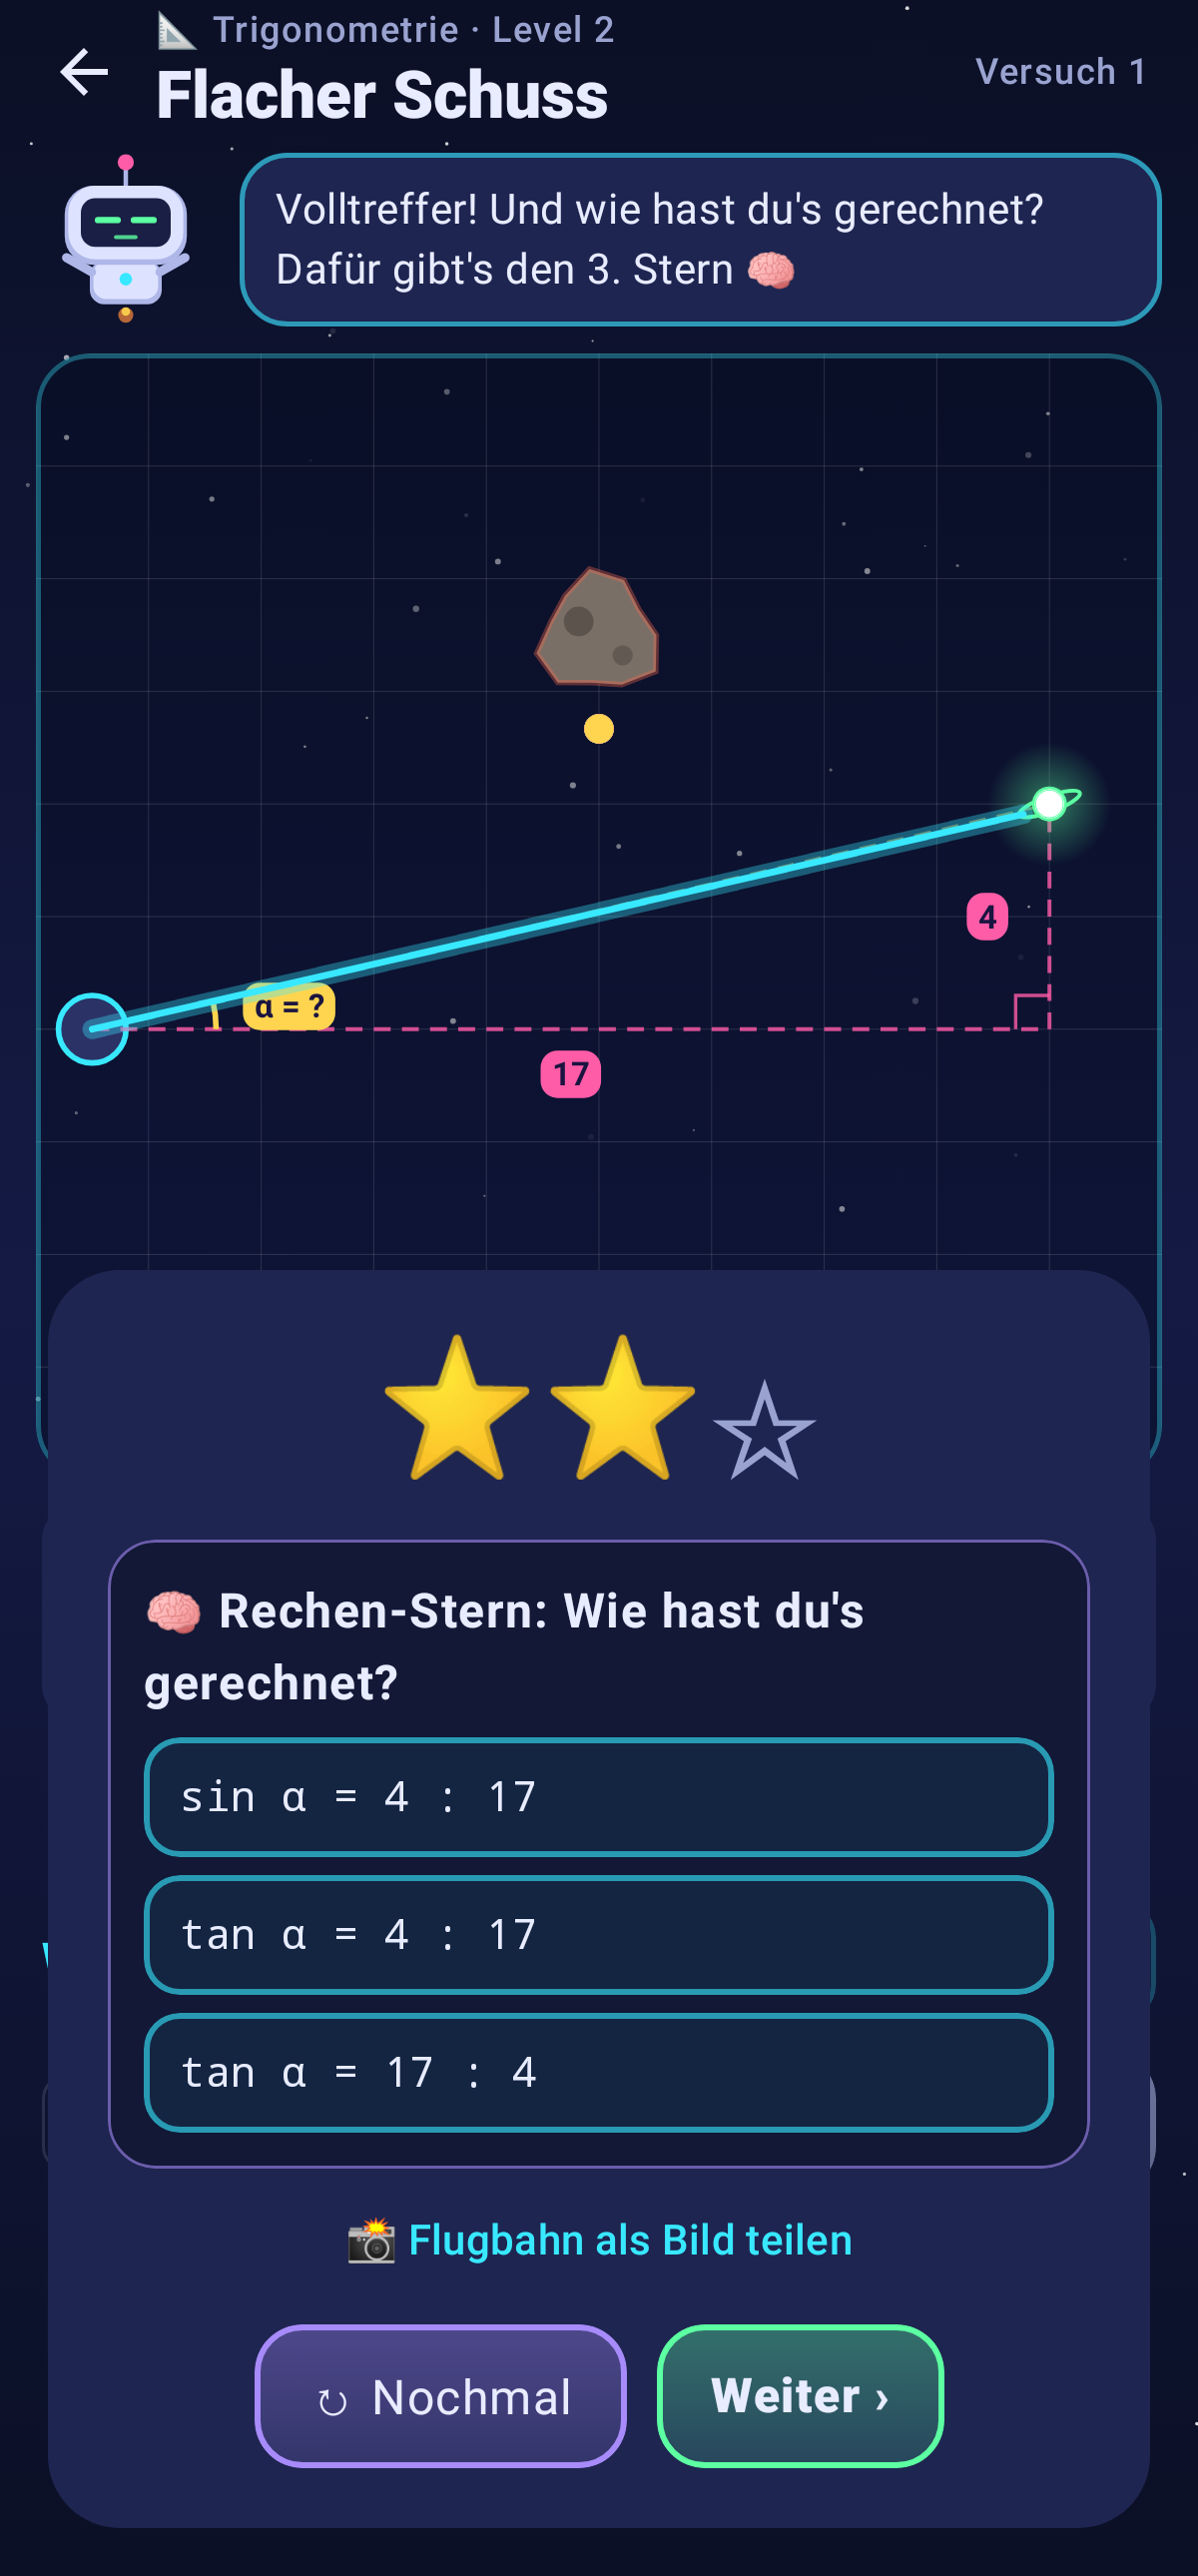 📐 Trigonometrie · Level 2
Flacher Schuss
Versuch 1
Volltreffer! Und wie hast du's gerechnet?
Dafür gibt's den 3. Stern 🧠
4
α = ?
17
🧠 Rechen-Stern: Wie hast du's
gerechnet?
sin α = 4 : 17
tan α = 4 : 17
tan α = 17 : 4
📸 Flugbahn als Bild teilen
↻ Nochmal
Weiter ›